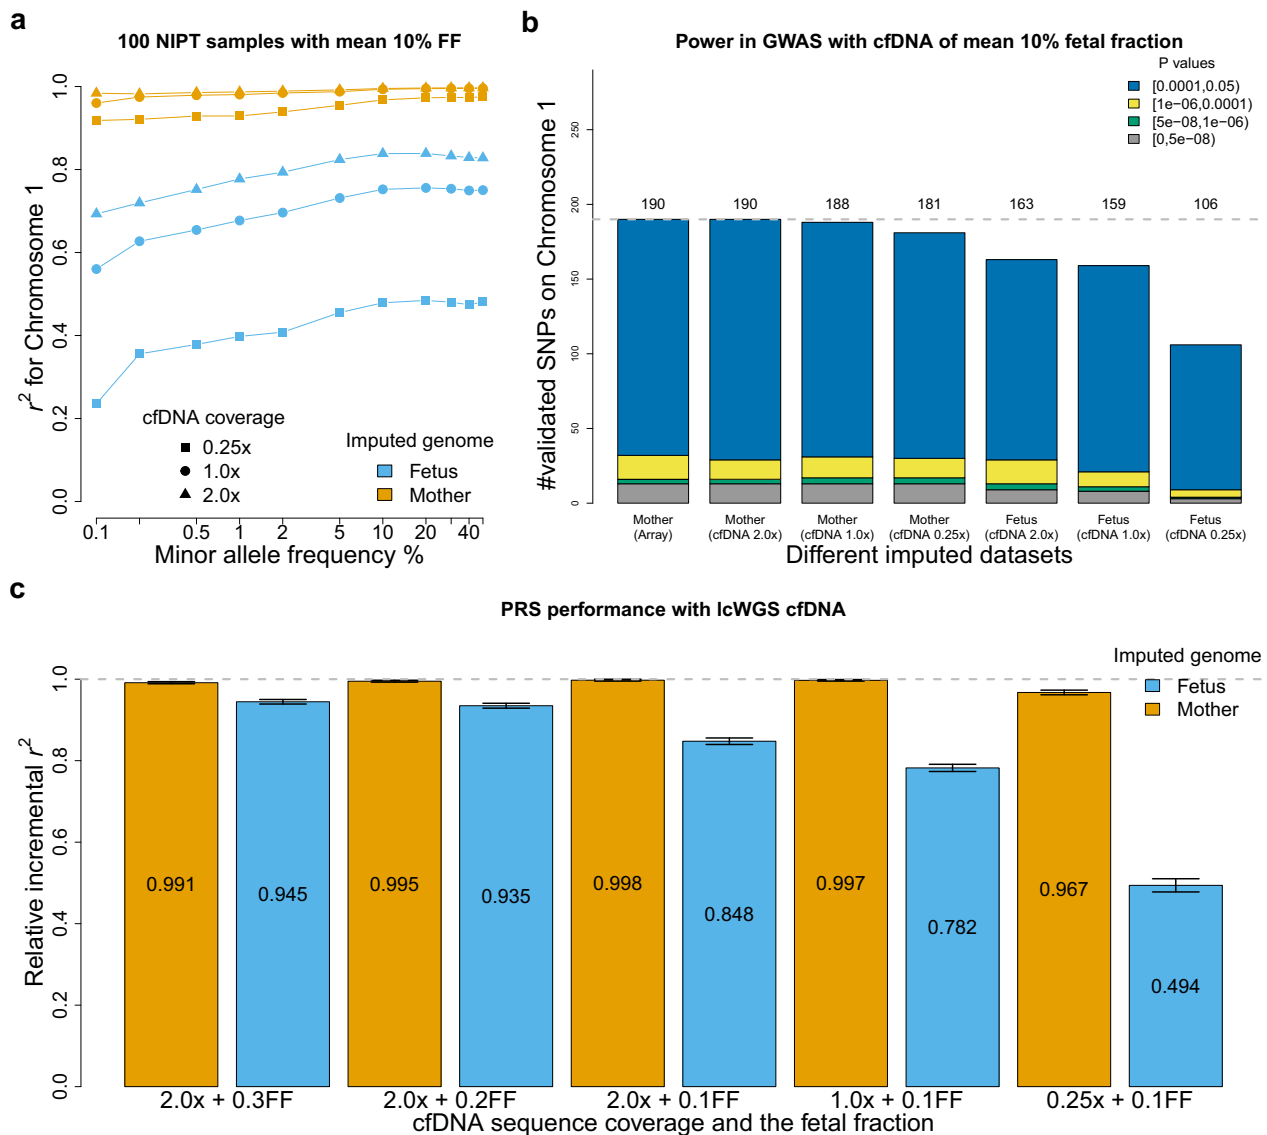 a
100 NIPT samples with mean 10% FF
r² for Chromosome 1
1.0
0.8
0.6
0.4
0.2
0.0
cfDNA coverage
0.25x
1.0x
2.0x
Imputed genome
Fetus
Mother
0.1 0.5 1 2 5 10 20 40
Minor allele frequency %
b
Power in GWAS with cfDNA of mean 10% fetal fraction
P values
[0.0001,0.05)
[1e−06,0.0001)
[5e−08,1e−06)
[0,5e−08)
#validated SNPs on Chromosome 1
250
200
150
100
50
0
190 190 188 181 163 159 106
Mother Mother Mother Mother Fetus Fetus Fetus
(Array) (cfDNA 2.0x) (cfDNA 1.0x) (cfDNA 0.25x) (cfDNA 2.0x) (cfDNA 1.0x) (cfDNA 0.25x)
Different imputed datasets
c
PRS performance with lcWGS cfDNA
Imputed genome
Fetus
Mother
Relative incremental r²
1.0
0.8
0.6
0.4
0.2
0.0
0.991 0.945 0.995 0.935 0.998 0.848 0.997 0.782 0.967 0.494
2.0x + 0.3FF 2.0x + 0.2FF 2.0x + 0.1FF 1.0x + 0.1FF 0.25x + 0.1FF
cfDNA sequence coverage and the fetal fraction